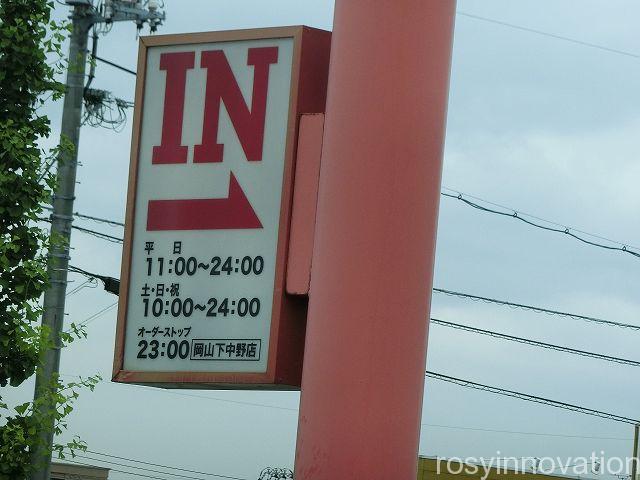 IN
平 日
11:00～24:00
土・日・祝
10:00～24:00
オーダーストップ
23:00 岡山下中野店
rosyinnovation